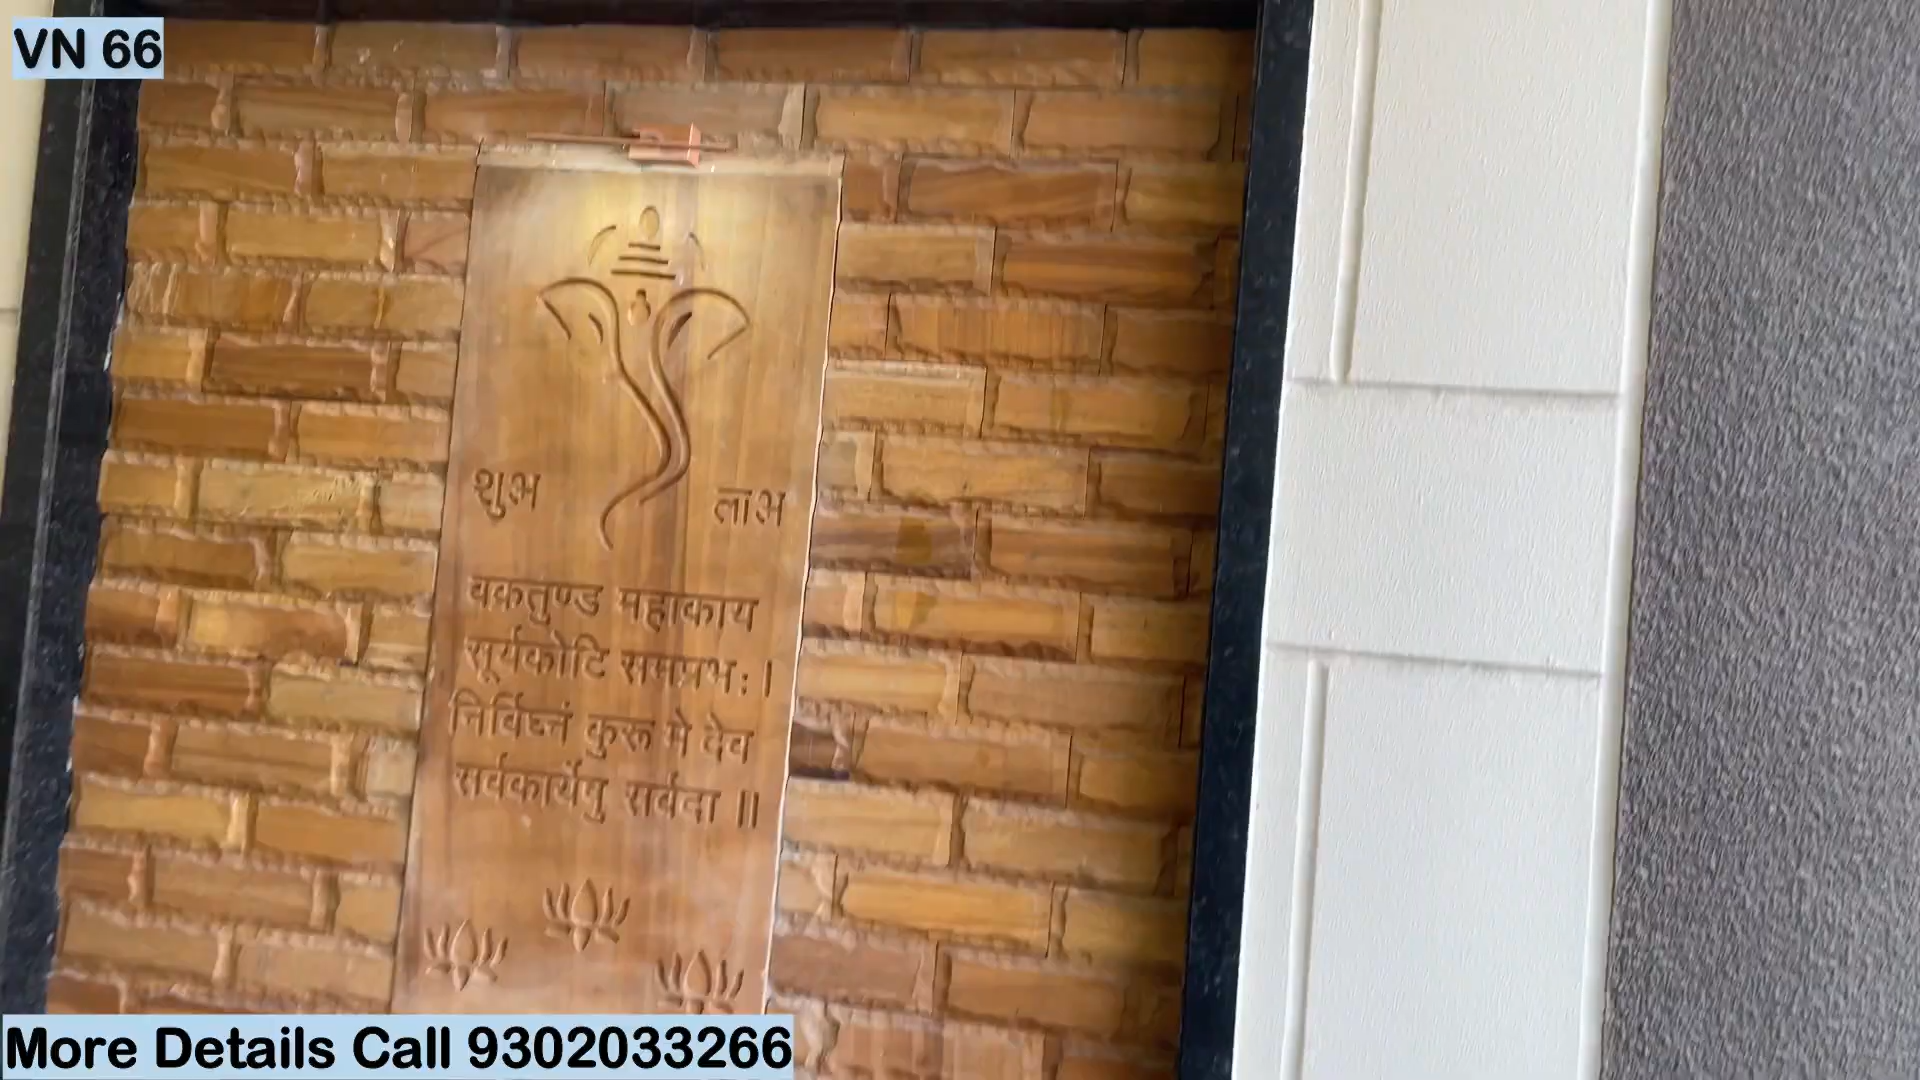 VN 66
शुभ लाभ
वक्रतुण्ड महाकाय
सूर्यकोटि समप्रभः।
निर्विघ्नं कुरू मे देव
सर्वकार्येषु सर्वदा ॥
More Details Call 9302033266